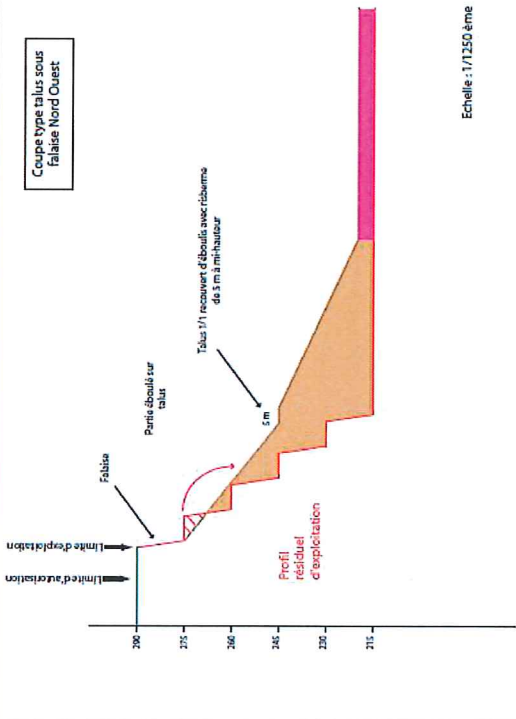 Coupe type talus sous
falaise Nord Ouest
Limite d'autorisation
Limite d'exploitation
Falaise
Partie éboulé sur
talus
Talus 1/1 recouvert d'éboulis avec risberme
de 5 m à mi-hauteur
5 m
Profil
résiduel
d'exploitation
290
275
260
245
230
215
Echelle : 1/1250 ème